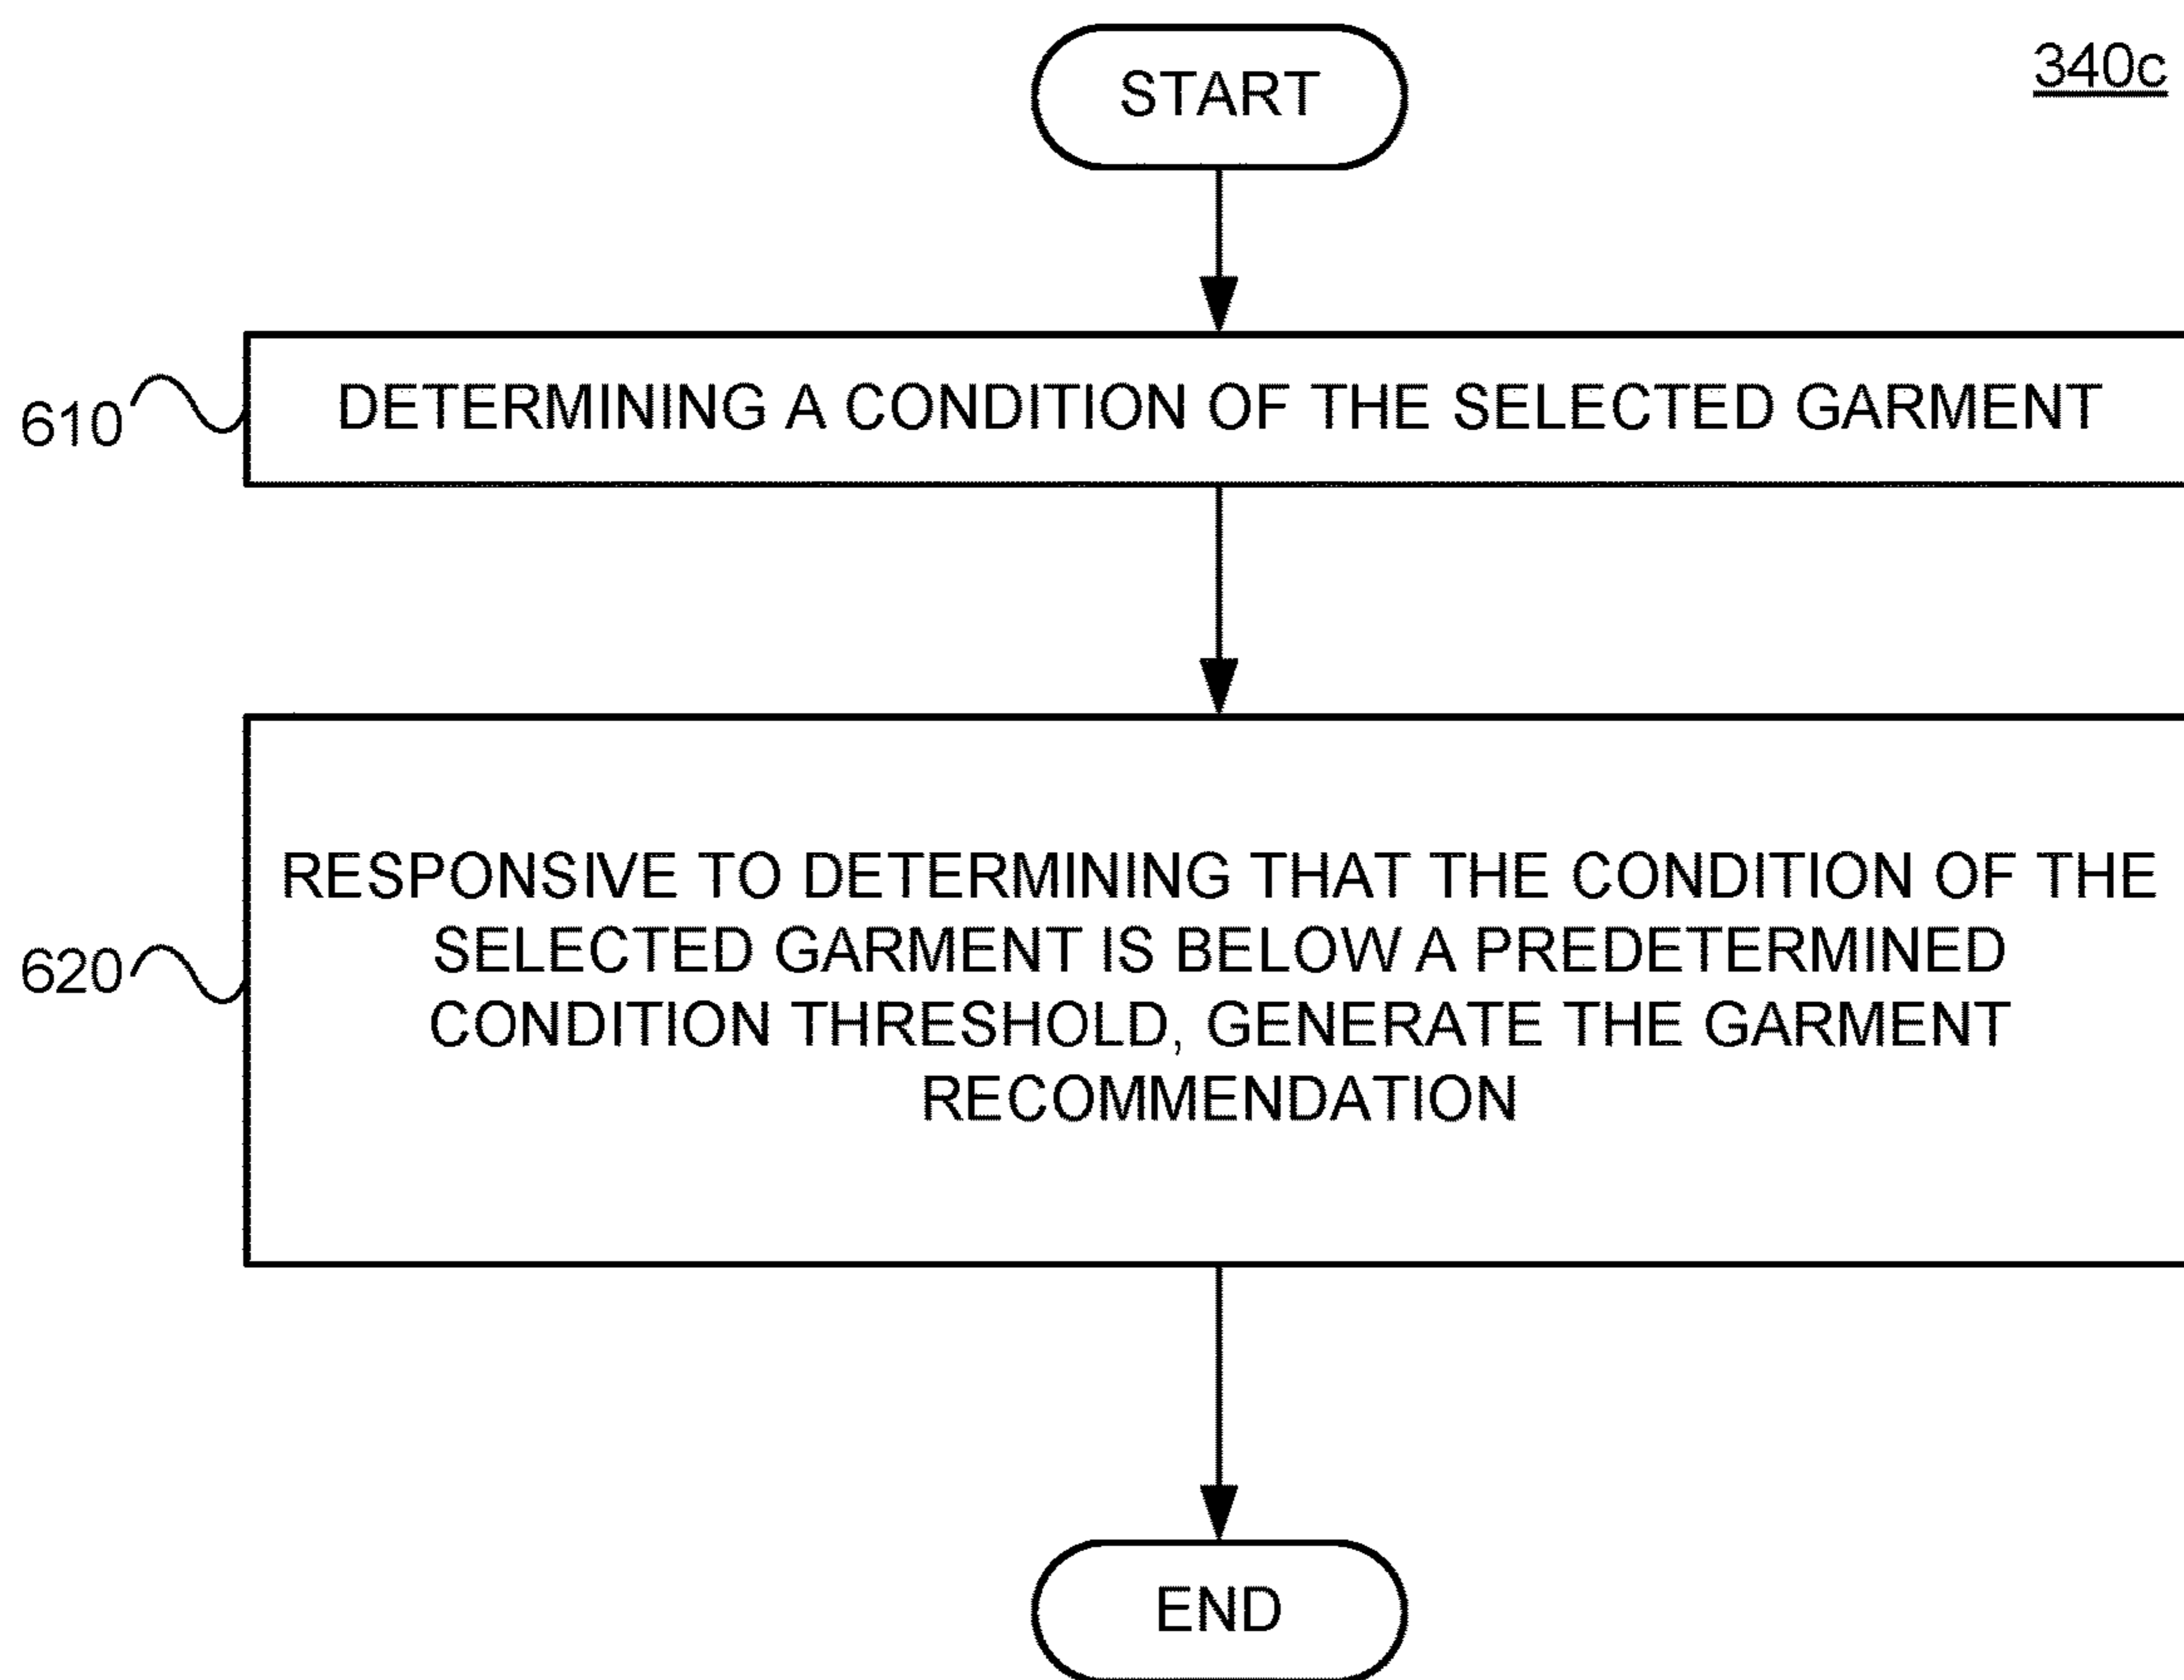 START
340c
610
DETERMINING A CONDITION OF THE SELECTED GARMENT
620
RESPONSIVE TO DETERMINING THAT THE CONDITION OF THE
SELECTED GARMENT IS BELOW A PREDETERMINED
CONDITION THRESHOLD, GENERATE THE GARMENT
RECOMMENDATION
END